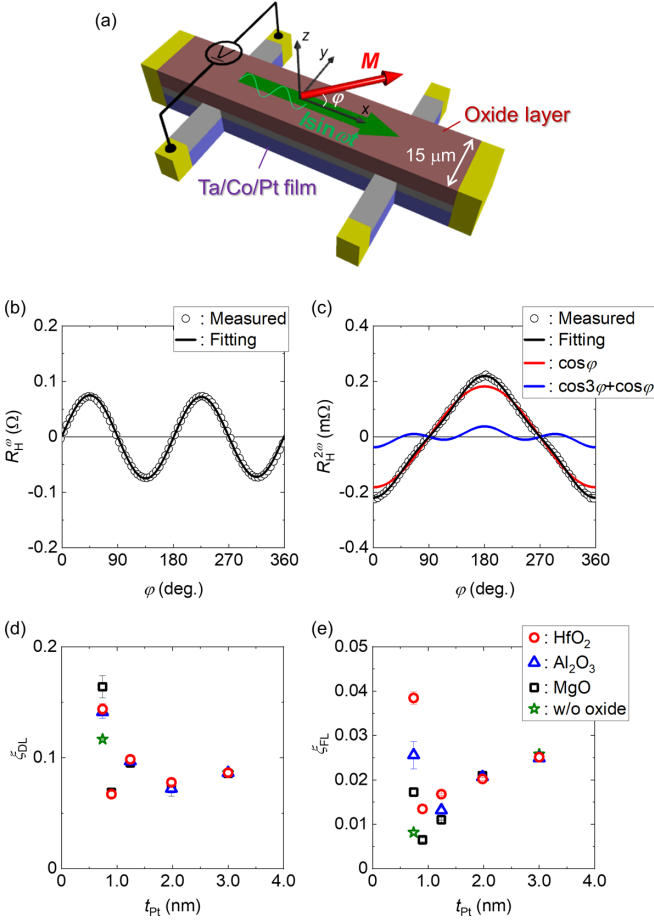 (a)
V
z
y
M
φ
x
Isinωt
Oxide layer
15 μm
Ta/Co/Pt film
(b)
: Measured
: Fitting
0.2
0.1
0
-0.1
-0.2
R_H^ω (Ω)
0 90 180 270 360
φ (deg.)
(c)
: Measured
: Fitting
: cosφ
: cos3φ+cosφ
0.4
0.2
0
-0.2
-0.4
R_H^2ω (mΩ)
0 90 180 270 360
φ (deg.)
(d)
0.2
0.1
0
ξ_DL
0 1.0 2.0 3.0 4.0
t_Pt (nm)
(e)
: HfO₂
: Al₂O₃
: MgO
: w/o oxide
0.05
0.04
0.03
0.02
0.01
0
ξ_FL
0 1.0 2.0 3.0 4.0
t_Pt (nm)